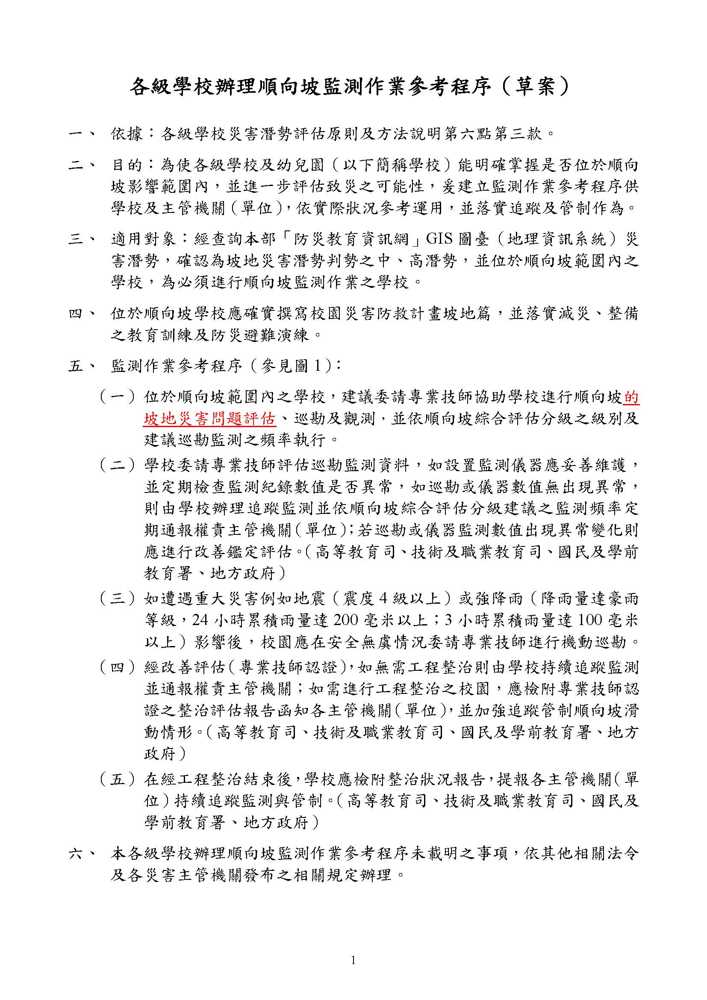 各級學校辦理順向坡監測作業參考程序（草案）
一、 依據：各級學校災害潛勢評估原則及方法說明第六點第三款。
二、 目的：為使各級學校及幼兒園（以下簡稱學校）能明確掌握是否位於順向
坡影響範圍內，並進一步評估致災之可能性，爰建立監測作業參考程序供
學校及主管機關（單位），依實際狀況參考運用，並落實追蹤及管制作為。
三、 適用對象：經查詢本部「防災教育資訊網」GIS 圖臺（地理資訊系統）災
害潛勢，確認為坡地災害潛勢判勢之中、高潛勢，並位於順向坡範圍內之
學校，為必須進行順向坡監測作業之學校。
四、 位於順向坡學校應確實撰寫校園災害防救計畫坡地篇，並落實減災、整備
之教育訓練及防災避難演練。
五、 監測作業參考程序（參見圖 1）：
（一）位於順向坡範圍內之學校，建議委請專業技師協助學校進行順向坡的
坡地災害問題評估、巡勘及觀測，並依順向坡綜合評估分級之級別及
建議巡勘監測之頻率執行。
（二）學校委請專業技師評估巡勘監測資料，如設置監測儀器應妥善維護，
並定期檢查監測紀錄數值是否異常，如巡勘或儀器數值無出現異常，
則由學校辦理追蹤監測並依順向坡綜合評估分級建議之監測頻率定
期通報權責主管機關（單位）；若巡勘或儀器監測數值出現異常變化則
應進行改善鑑定評估。（高等教育司、技術及職業教育司、國民及學前
教育署、地方政府）
（三）如遭遇重大災害例如地震（震度 4 級以上）或強降雨（降雨量達豪雨
等級，24 小時累積雨量達 200 毫米以上；3 小時累積雨量達 100 毫米
以上）影響後，校園應在安全無虞情況委請專業技師進行機動巡勘。
（四）經改善評估（專業技師認證），如無需工程整治則由學校持續追蹤監測
並通報權責主管機關；如需進行工程整治之校園，應檢附專業技師認
證之整治評估報告函知各主管機關（單位），並加強追蹤管制順向坡滑
動情形。（高等教育司、技術及職業教育司、國民及學前教育署、地方
政府）
（五）在經工程整治結束後，學校應檢附整治狀況報告，提報各主管機關（單
位）持續追蹤監測與管制。（高等教育司、技術及職業教育司、國民及
學前教育署、地方政府）
六、 本各級學校辦理順向坡監測作業參考程序未載明之事項，依其他相關法令
及各災害主管機關發布之相關規定辦理。
1